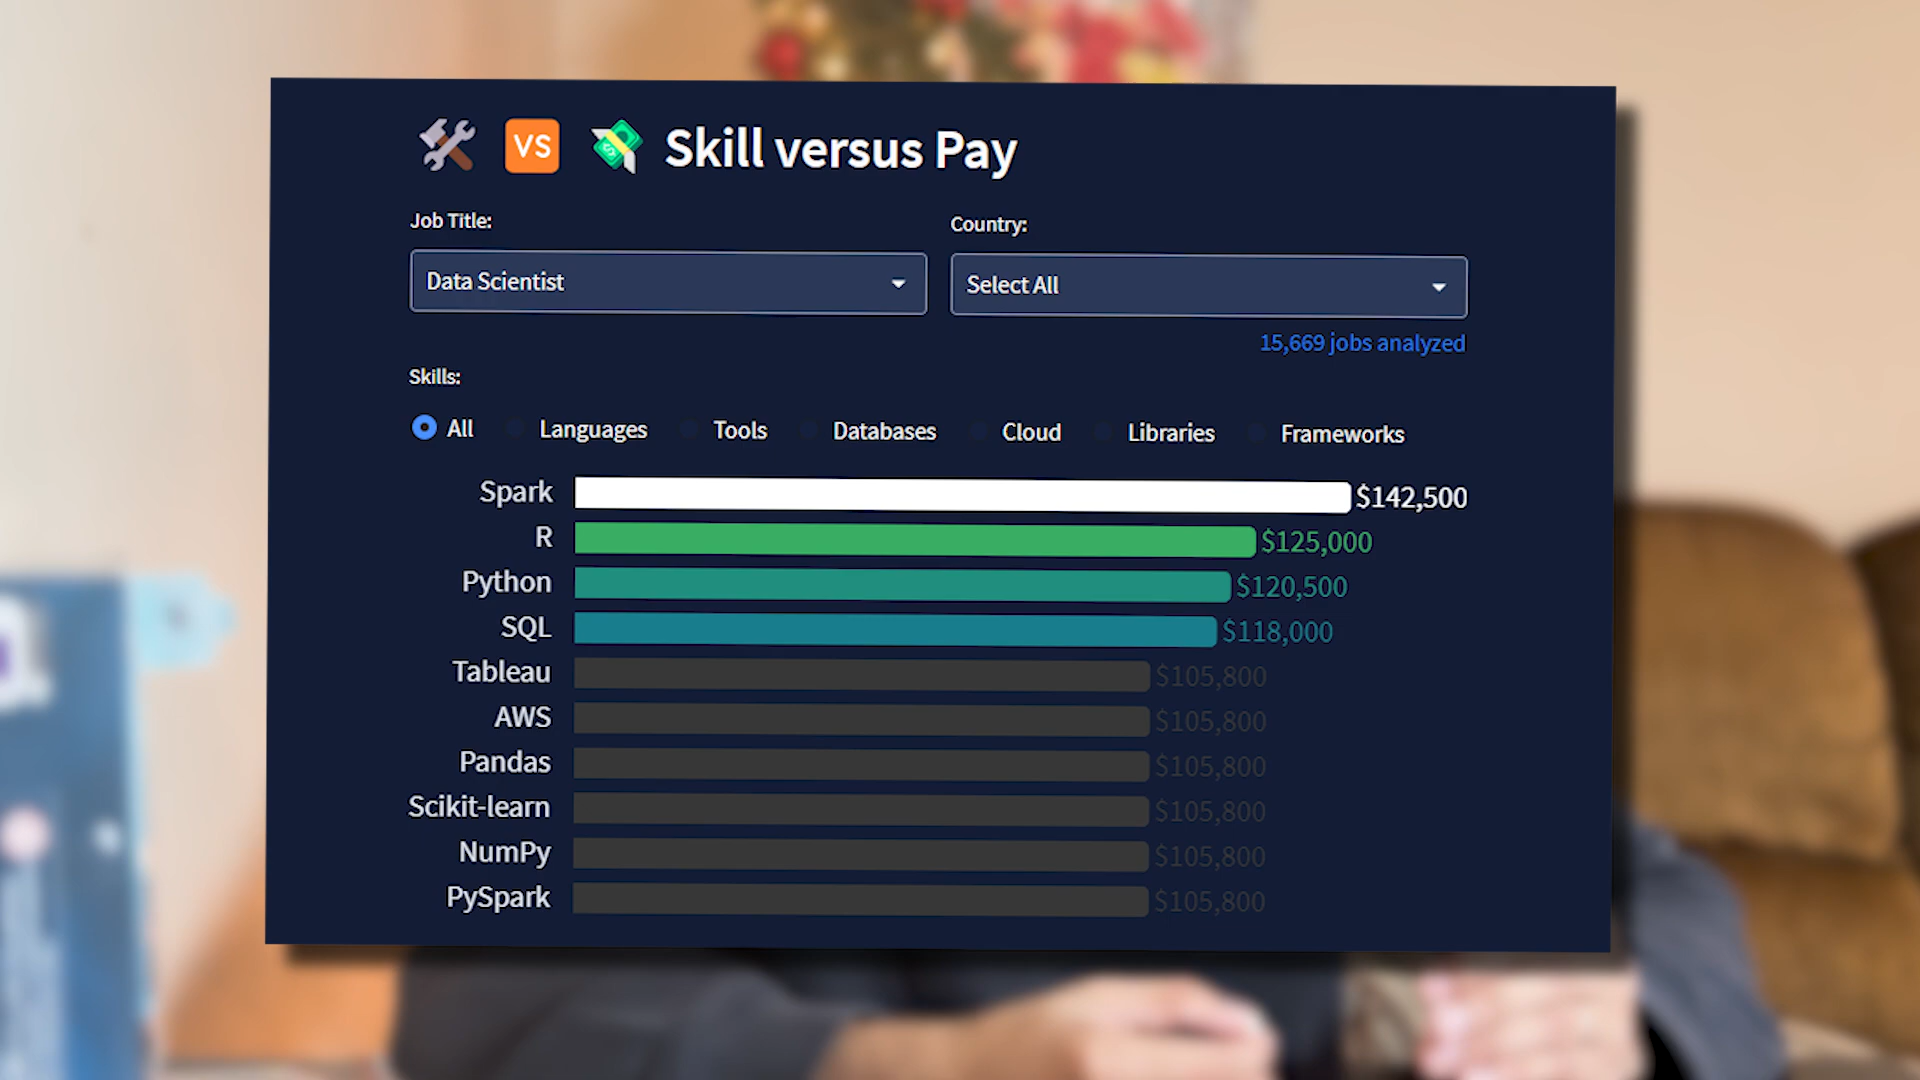 VS Skill versus Pay
Job Title: Country:
Data Scientist Select All
15,669 jobs analyzed
Skills:
All Languages Tools Databases Cloud Libraries Frameworks
Spark $142,500
R $125,000
Python $120,500
SQL $118,000
Tableau $105,800
AWS $105,800
Pandas $105,800
Scikit-learn $105,800
NumPy $105,800
PySpark $105,800